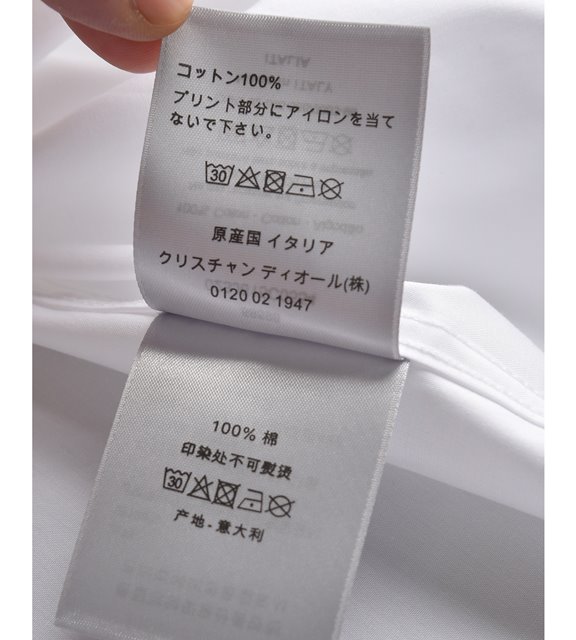 コットン100%
プリント部分にアイロンを当て
ないで下さい。
30
原産国 イタリア
クリスチャン ディオール(株)
0120 02 1947
100% 棉
印染处不可熨烫
30
产地 - 意大利